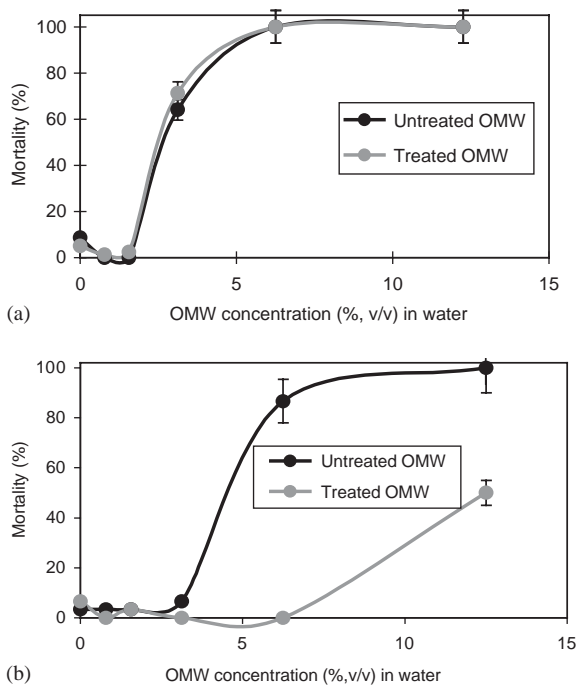 100
80
60
40
20
0
Mortality (%)
Untreated OMW
Treated OMW
0 5 10 15
(a) OMW concentration (%, v/v) in water
100
80
60
40
20
0
Mortality (%)
Untreated OMW
Treated OMW
0 5 10 15
(b) OMW concentration (%,v/v) in water